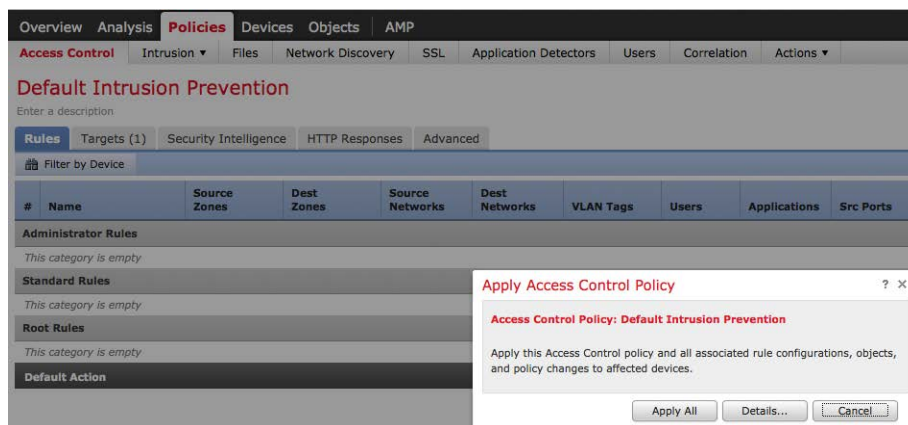 Overview Analysis Policies Devices Objects AMP
Access Control Intrusion ▼ Files Network Discovery SSL Application Detectors Users Correlation Actions ▼
Default Intrusion Prevention
Enter a description
Rules Targets (1) Security Intelligence HTTP Responses Advanced
Filter by Device
# Name Source Zones Dest Zones Source Networks Dest Networks VLAN Tags Users Applications Src Ports
Administrator Rules
This category is empty
Standard Rules
This category is empty
Root Rules
This category is empty
Default Action
Apply Access Control Policy ? ×
Access Control Policy: Default Intrusion Prevention
Apply this Access Control policy and all associated rule configurations, objects,
and policy changes to affected devices.
Apply All Details... Cancel